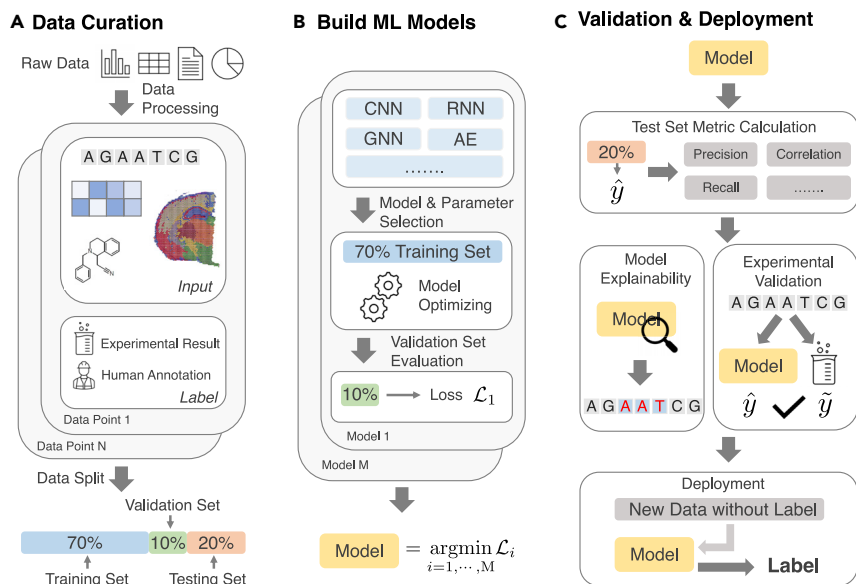 A Data Curation
Raw Data
Data
Processing
A G A A T C G
Input
Experimental Result
Human Annotation
Label
Data Point 1
Data Point N
Data Split
Validation Set
70% 10% 20%
Training Set Testing Set
B Build ML Models
CNN RNN
GNN AE
.......
Model & Parameter
Selection
70% Training Set
Model
Optimizing
Validation Set
Evaluation
10% Loss ℒ₁
Model 1
Model M
Model = argmin ℒᵢ
i=1,⋯,M
C Validation & Deployment
Model
Test Set Metric Calculation
20% Precision Correlation
ŷ Recall .......
Model
Explainability
Model
A G A A T C G
Experimental
Validation
A G A A T C G
Model
ŷ ỹ
Deployment
New Data without Label
Model
Label